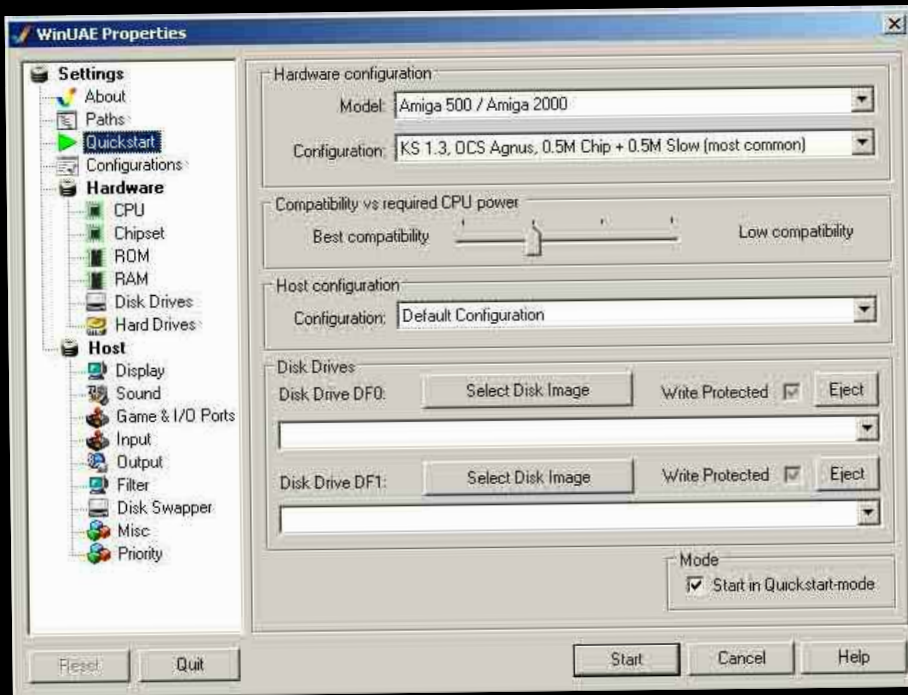 WinUAE Properties
Settings
About
Paths
Quickstart
Configurations
Hardware
CPU
Chipset
ROM
RAM
Disk Drives
Hard Drives
Host
Display
Sound
Game & I/O Ports
Input
Output
Filter
Disk Swapper
Misc
Priority
Hardware configuration
Model: Amiga 500 / Amiga 2000
Configuration: KS 1.3, OCS Agnus, 0.5M Chip + 0.5M Slow (most common)
Compatibility vs required CPU power
Best compatibility Low compatibility
Host configuration
Configuration: Default Configuration
Disk Drives
Disk Drive DF0: Select Disk Image Write Protected Eject
Disk Drive DF1: Select Disk Image Write Protected Eject
Mode
Start in Quickstart-mode
Reset Quit Start Cancel Help